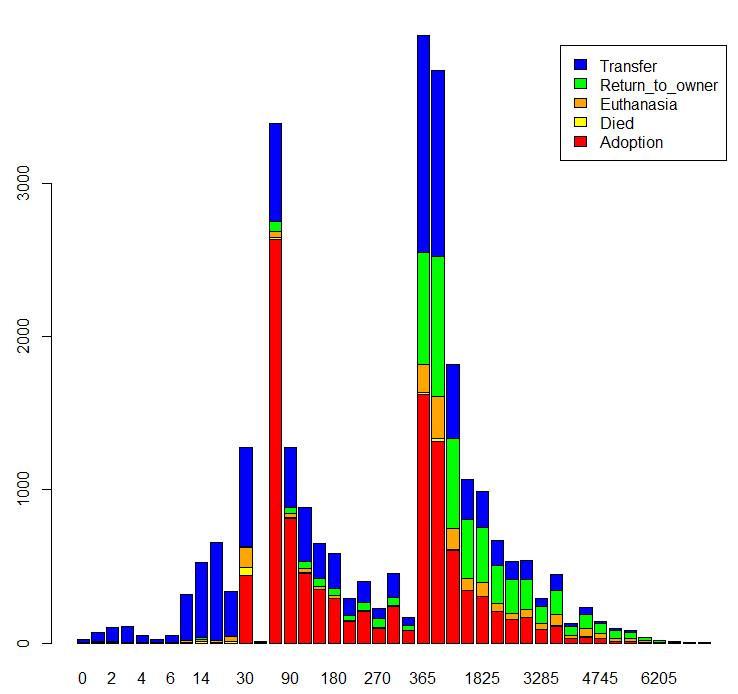 Transfer
Return_to_owner
Euthanasia
Died
Adoption
3000
2000
1000
0
0 2 4 6 14 30 90 180 270 365 1825 3285 4745 6205